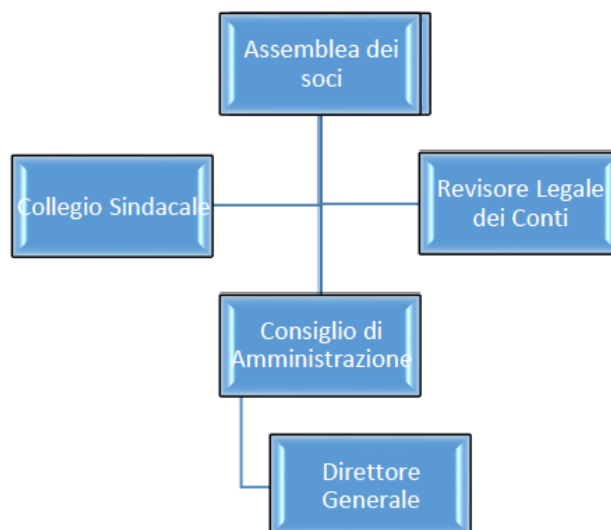 Assemblea dei
soci
Collegio Sindacale
Revisore Legale
dei Conti
Consiglio di
Amministrazione
Direttore
Generale